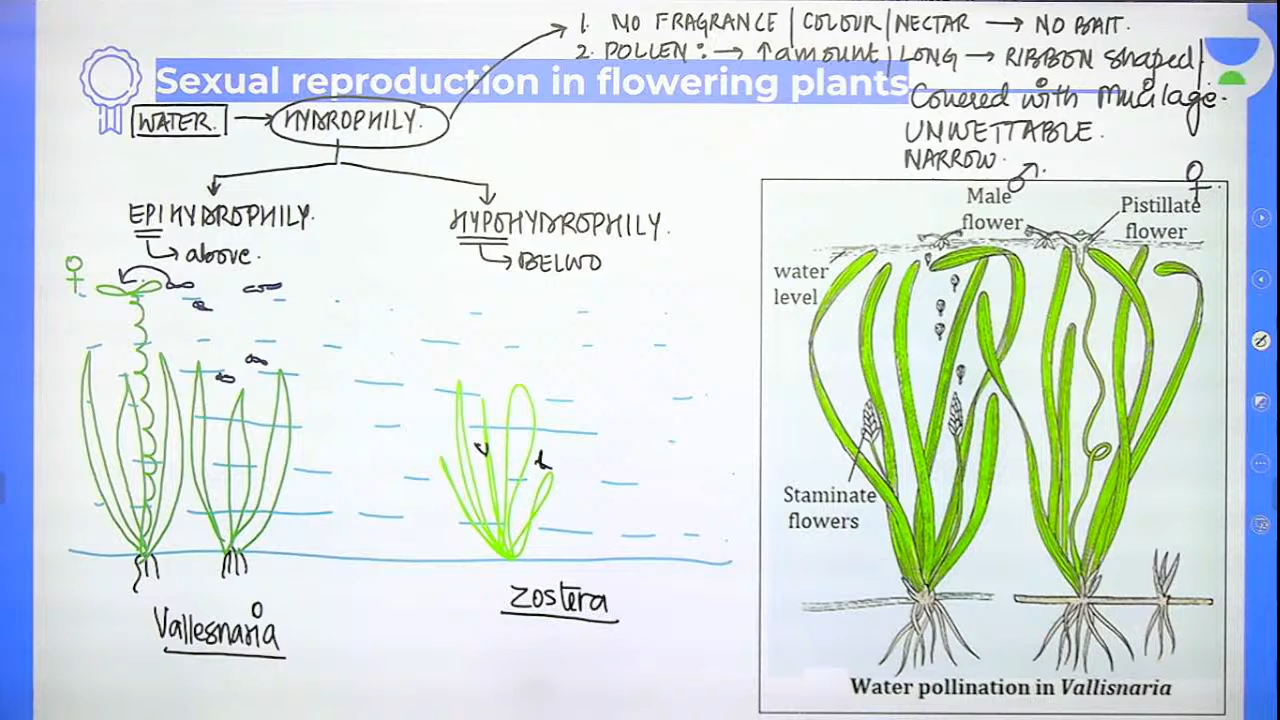 1. NO FRAGRANCE | COLOUR | NECTAR → NO BAIT.
2. POLLEN : → ↑ amount | LONG → RIBBON shaped |
Sexual reproduction in flowering plants
Covered with Mucilage.
WATER → HYDROPHILY.
UNWETTABLE.
NARROW.
EPIHYDROPHILY.
HYPOHYDROPHILY.
above.
BELWO
♂
♀
Male
flower
Pistillate
flower
♀
water
level
Staminate
flowers
Zostera
Vallesnaria
Water pollination in Vallisnaria